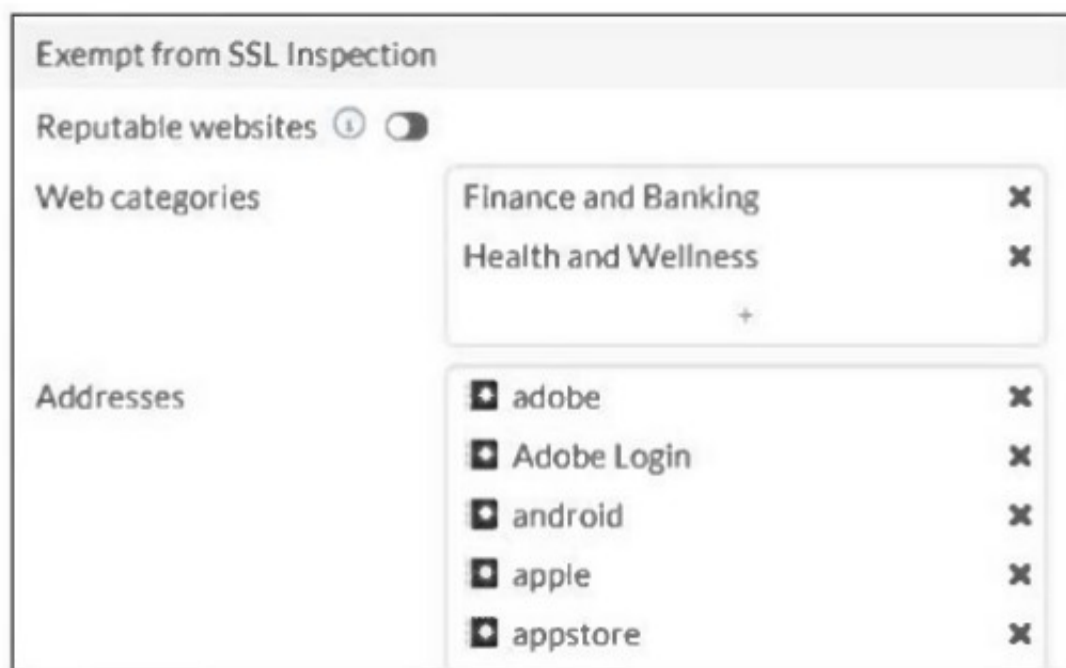 Exempt from SSL Inspection
Reputable websites
Web categories
Finance and Banking
Health and Wellness
+
Addresses
adobe
Adobe Login
android
apple
appstore